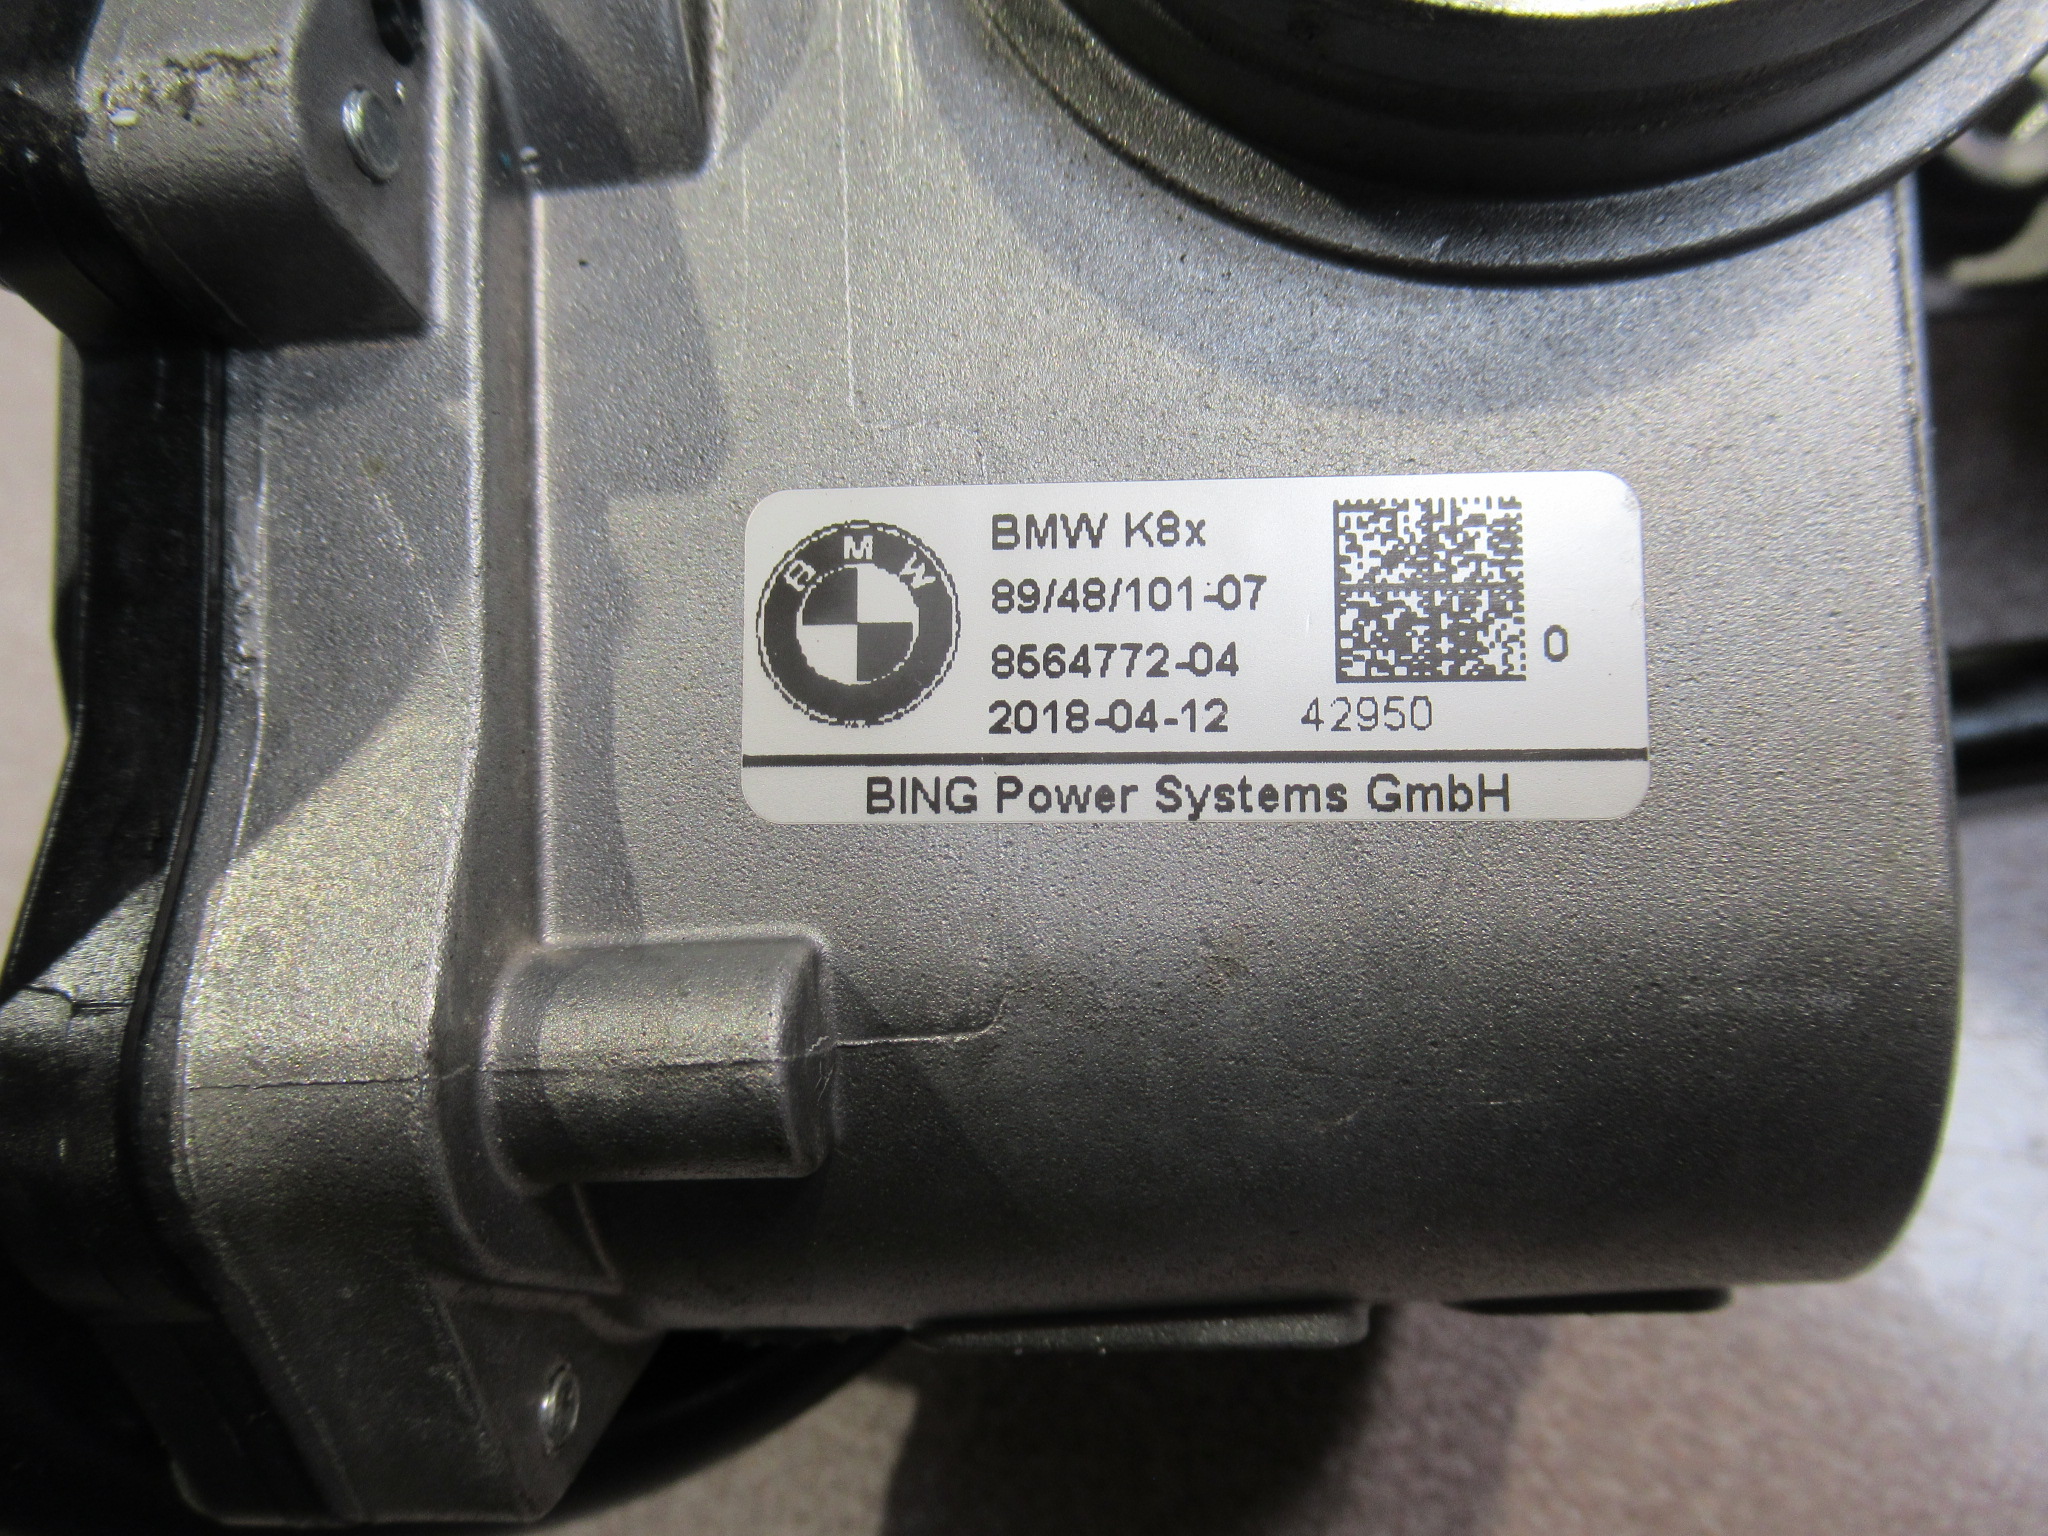 BMW
BMW K8x
89/48/101-07
8564772-04
0
2018-04-12 42950
BING Power Systems GmbH